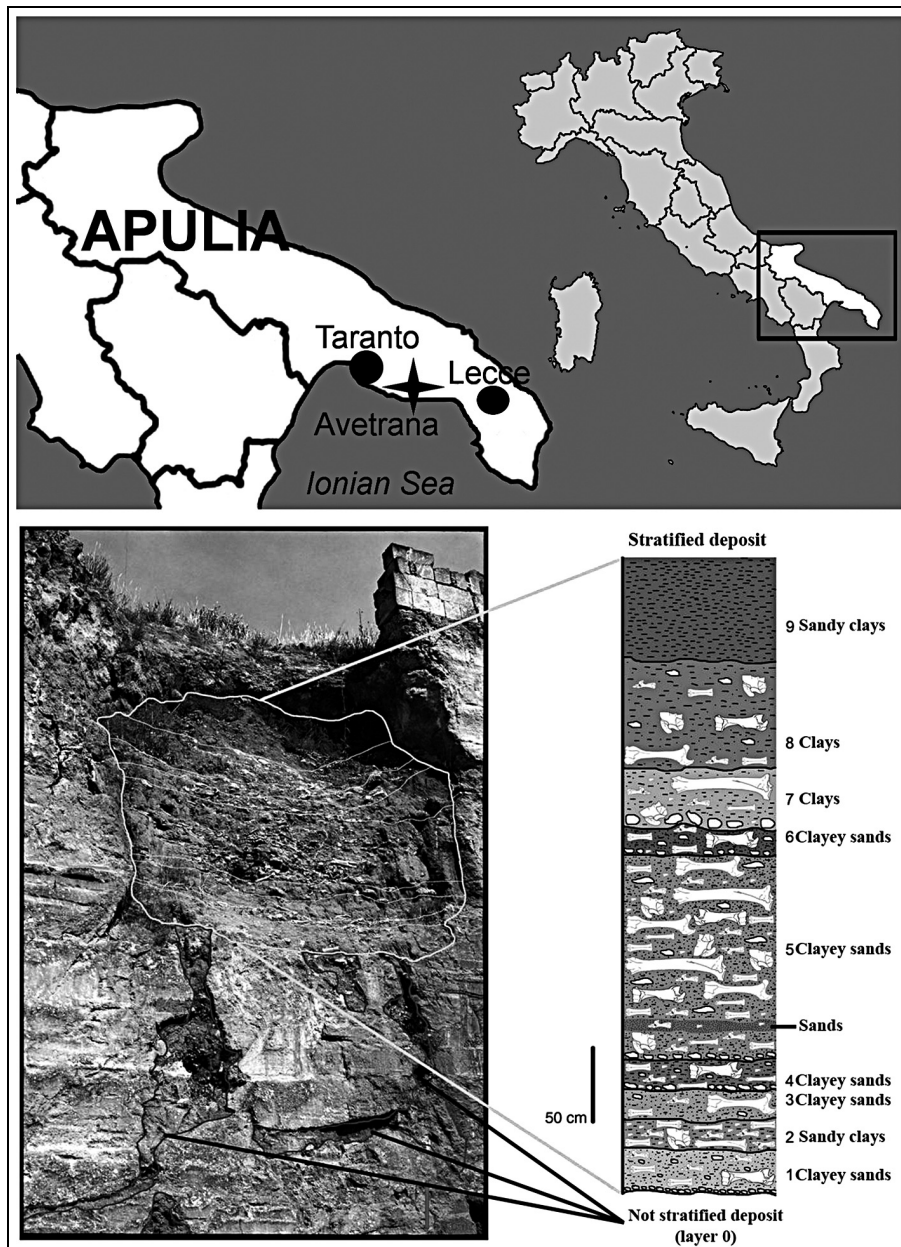 APULIA
Taranto
Lecce
Avetrana
Ionian Sea
Stratified deposit
9 Sandy clays
8 Clays
7 Clays
6 Clayey sands
5 Clayey sands
Sands
4 Clayey sands
3 Clayey sands
2 Sandy clays
1 Clayey sands
50 cm
Not stratified deposit
(layer 0)